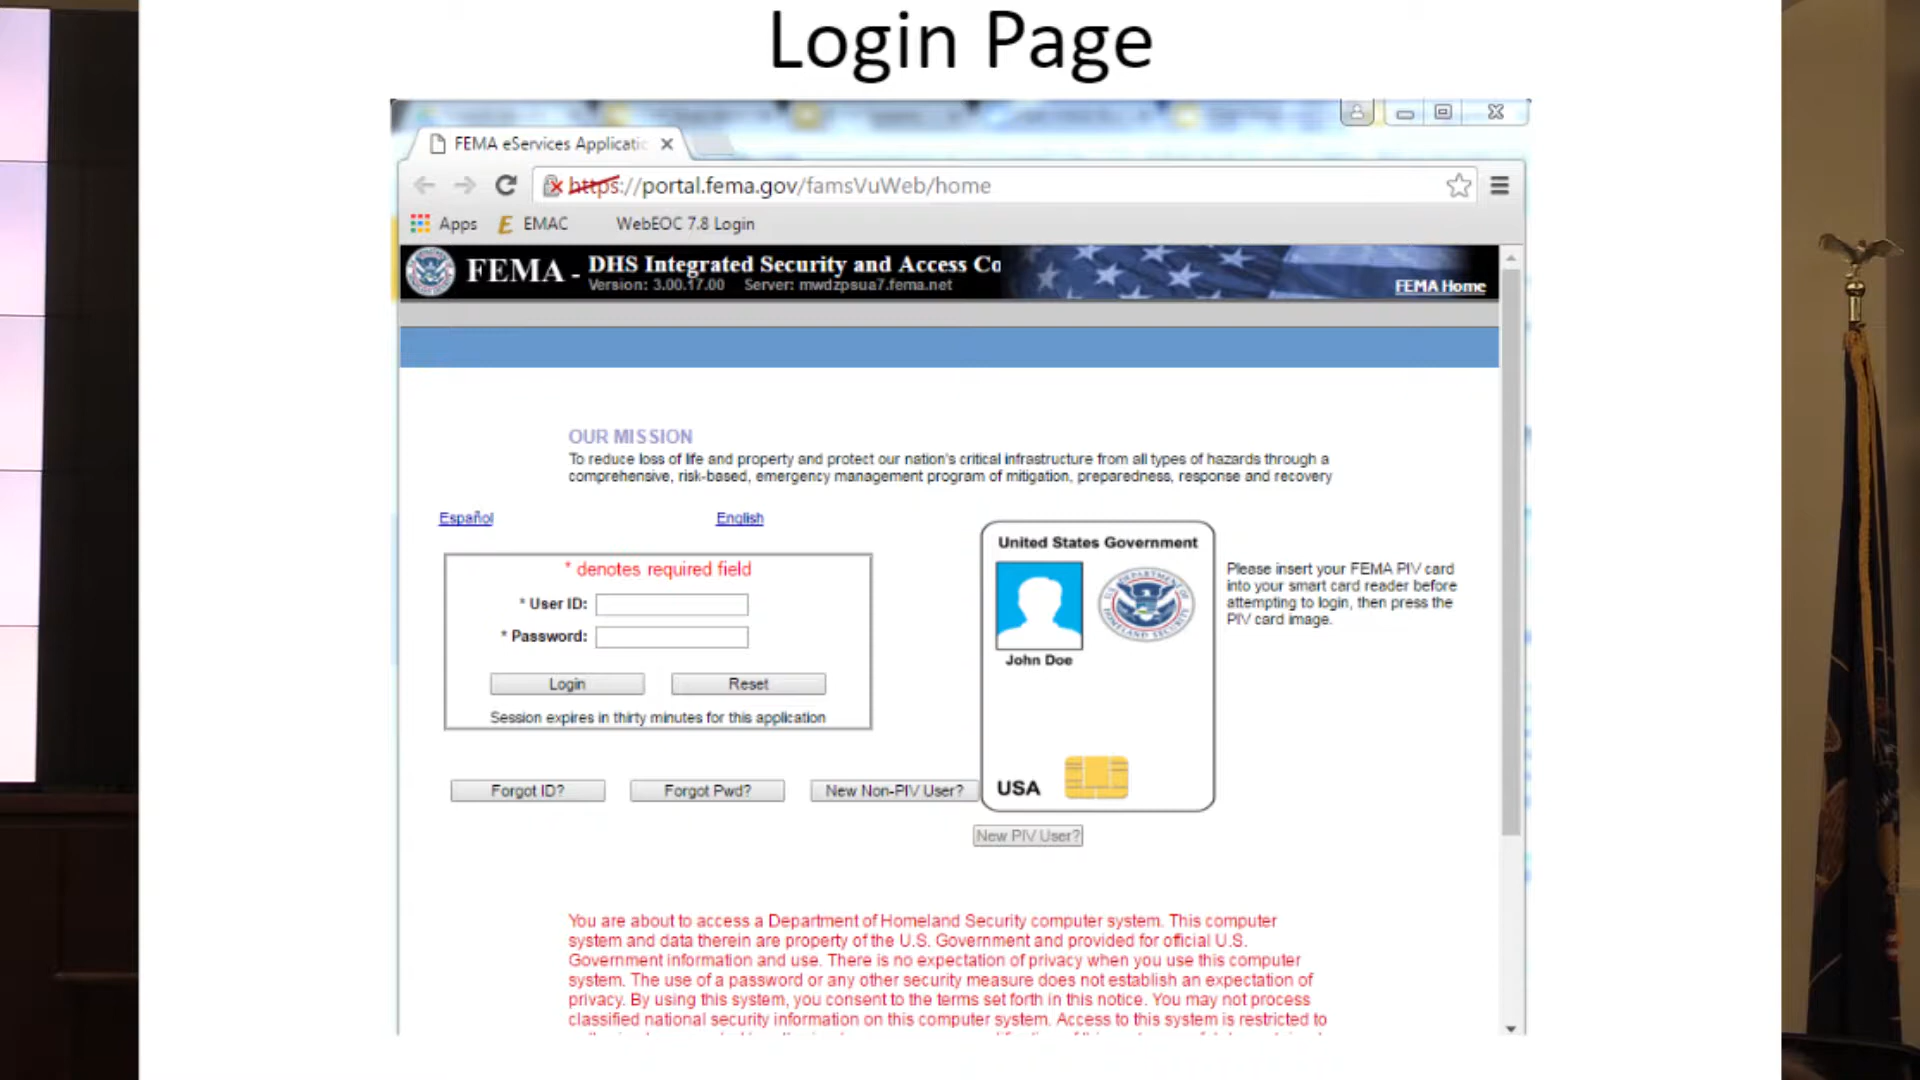 Login Page
FEMA eServices Applicati
https://portal.fema.gov/famsVuWeb/home
Apps EMAC WebEOC 7.8 Login
FEMA - DHS Integrated Security and Access Co
Version: 3.00.17.00 Server: mwdzpsua7.fema.net
FEMA Home
OUR MISSION
To reduce loss of life and property and protect our nation's critical infrastructure from all types of hazards through a
comprehensive, risk-based, emergency management program of mitigation, preparedness, response and recovery
Español English
* denotes required field
* User ID:
* Password:
Login Reset
Session expires in thirty minutes for this application
Forgot ID? Forgot Pwd? New Non-PIV User?
United States Government
U.S. DEPARTMENT OF HOMELAND SECURITY
John Doe
USA
Please insert your FEMA PIV card
into your smart card reader before
attempting to login, then press the
PIV card image.
New PIV User?
You are about to access a Department of Homeland Security computer system. This computer
system and data therein are property of the U.S. Government and provided for official U.S.
Government information and use. There is no expectation of privacy when you use this computer
system. The use of a password or any other security measure does not establish an expectation of
privacy. By using this system, you consent to the terms set forth in this notice. You may not process
classified national security information on this computer system. Access to this system is restricted to